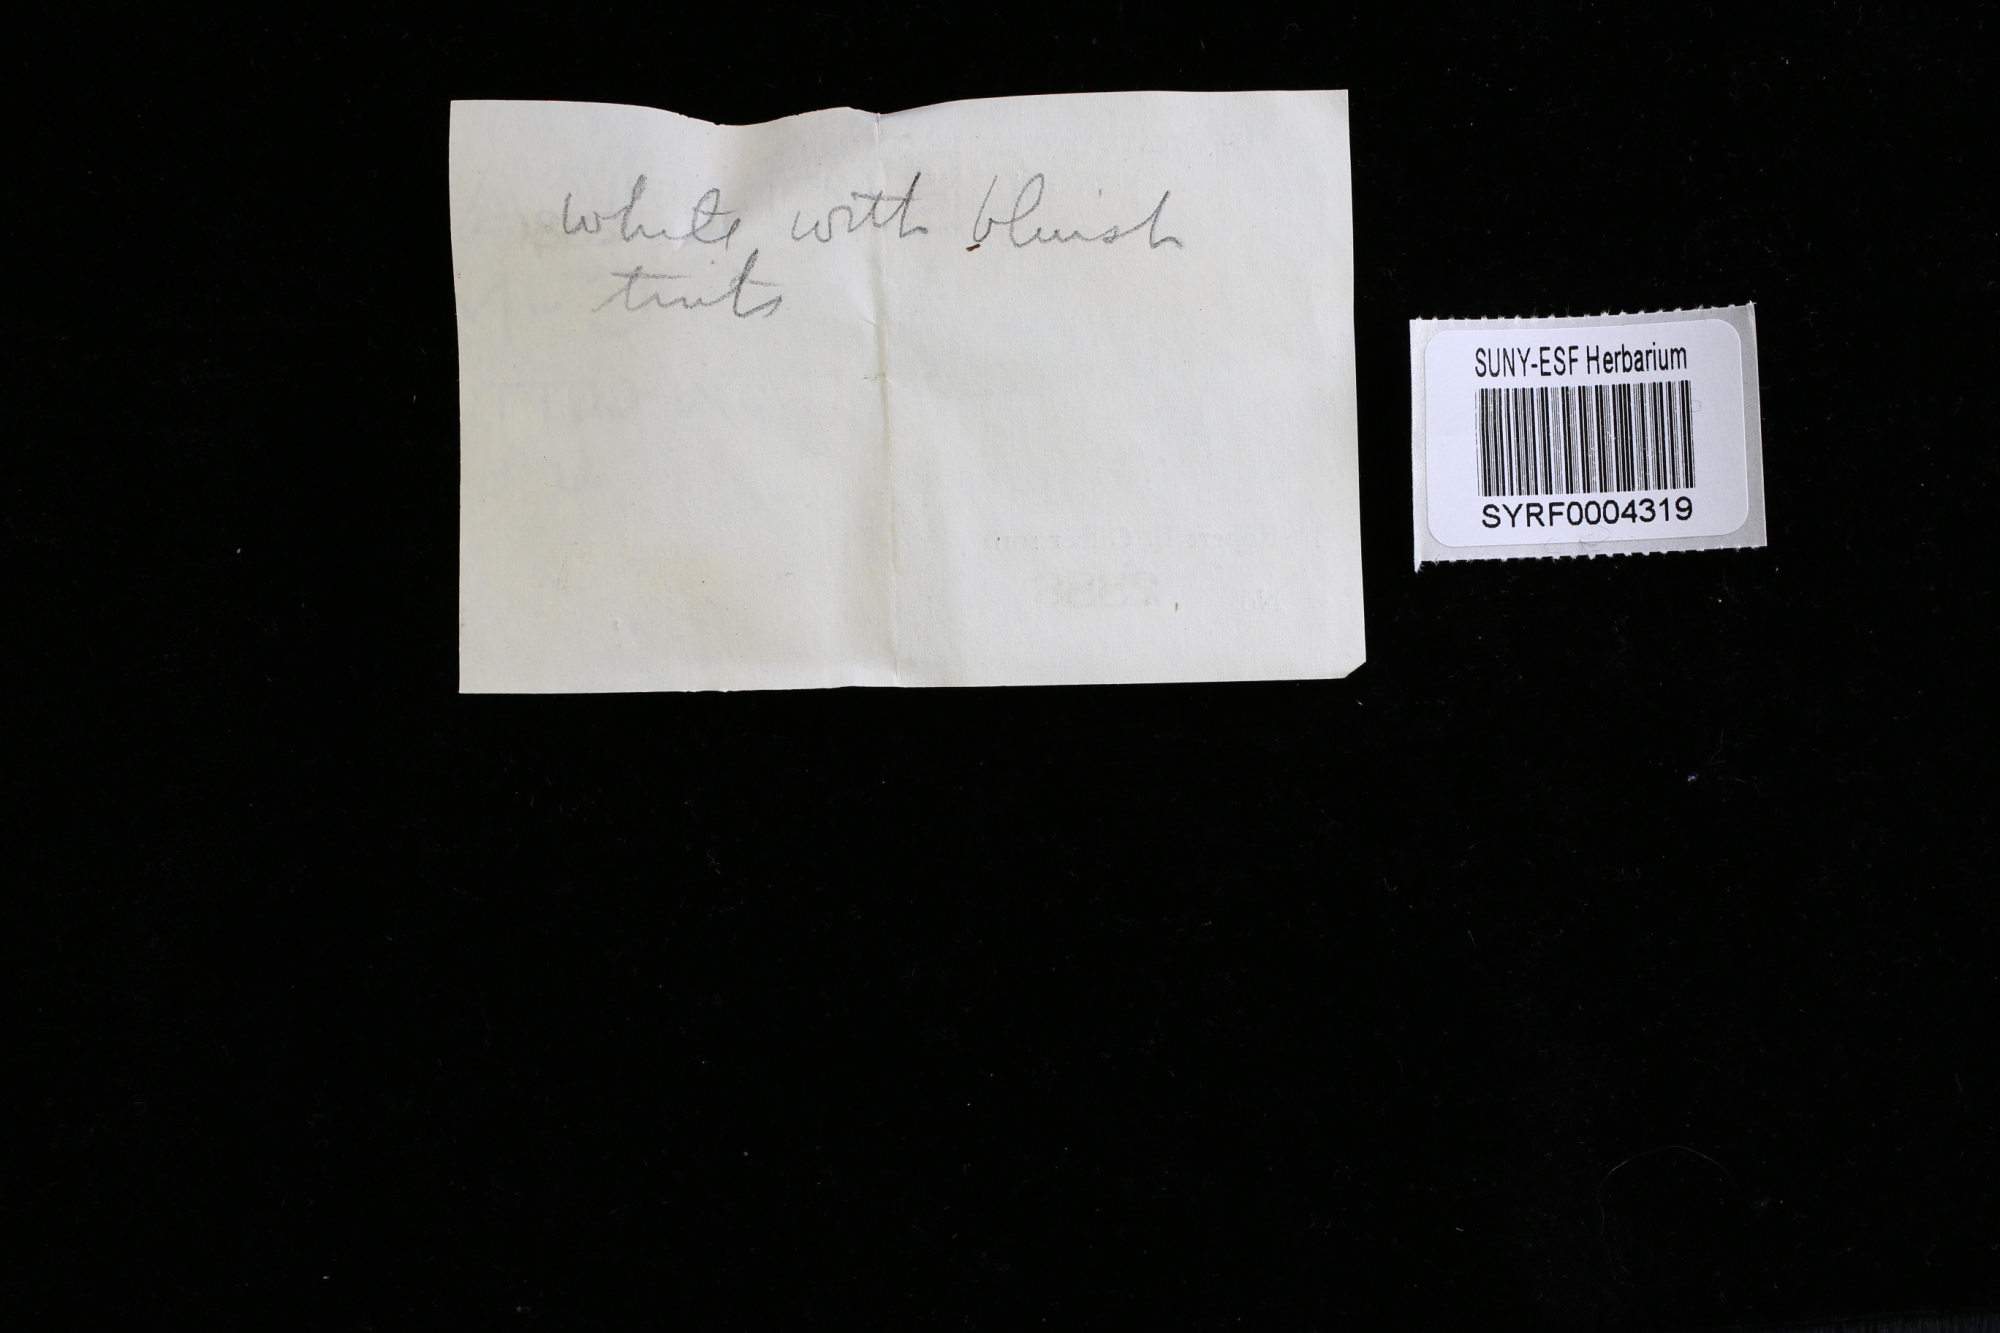 white with bluish
tints
SUNY-ESF Herbarium
SYRF0004319